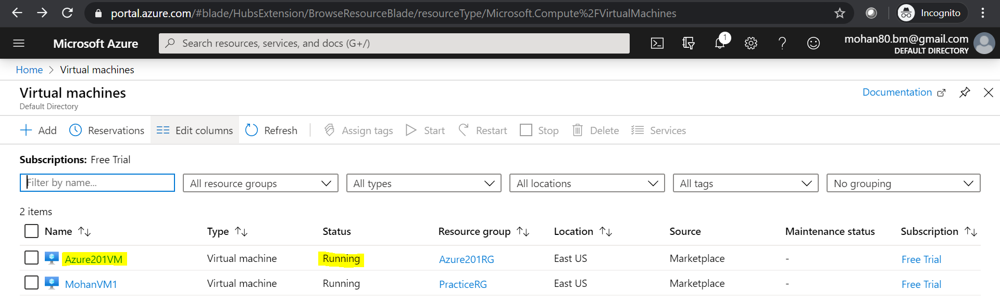 portal.azure.com/#blade/HubsExtension/BrowseResourceBlade/resourceType/Microsoft.Compute%2FVirtualMachines Incognito
Microsoft Azure Search resources, services, and docs (G+/) 1 mohan80.bm@gmail.com
DEFAULT DIRECTORY
Home > Virtual machines
Virtual machines Documentation
Default Directory
Add Reservations Edit columns Refresh Assign tags Start Restart Stop Delete Services
Subscriptions: Free Trial
Filter by name... All resource groups All types All locations All tags No grouping
2 items
Name Type Status Resource group Location Source Maintenance status Subscription
Azure201VM Virtual machine Running Azure201RG East US Marketplace - Free Trial
MohanVM1 Virtual machine Running PracticeRG East US Marketplace - Free Trial